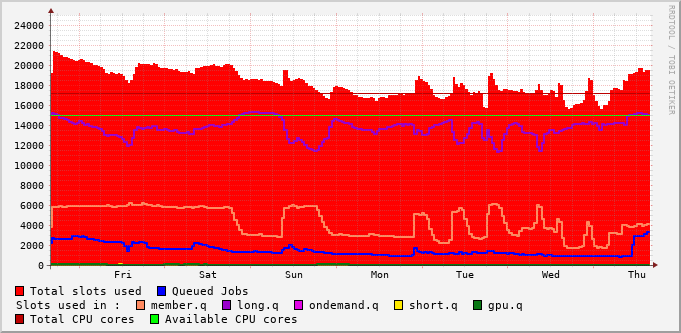 24000
22000
20000
18000
16000
14000
12000
10000
8000
6000
4000
2000
0
Fri Sat Sun Mon Tue Wed Thu
RRDTOOL / TOBI OETIKER
Total slots used Queued Jobs
Slots used in : member.q long.q ondemand.q short.q gpu.q
Total CPU cores Available CPU cores